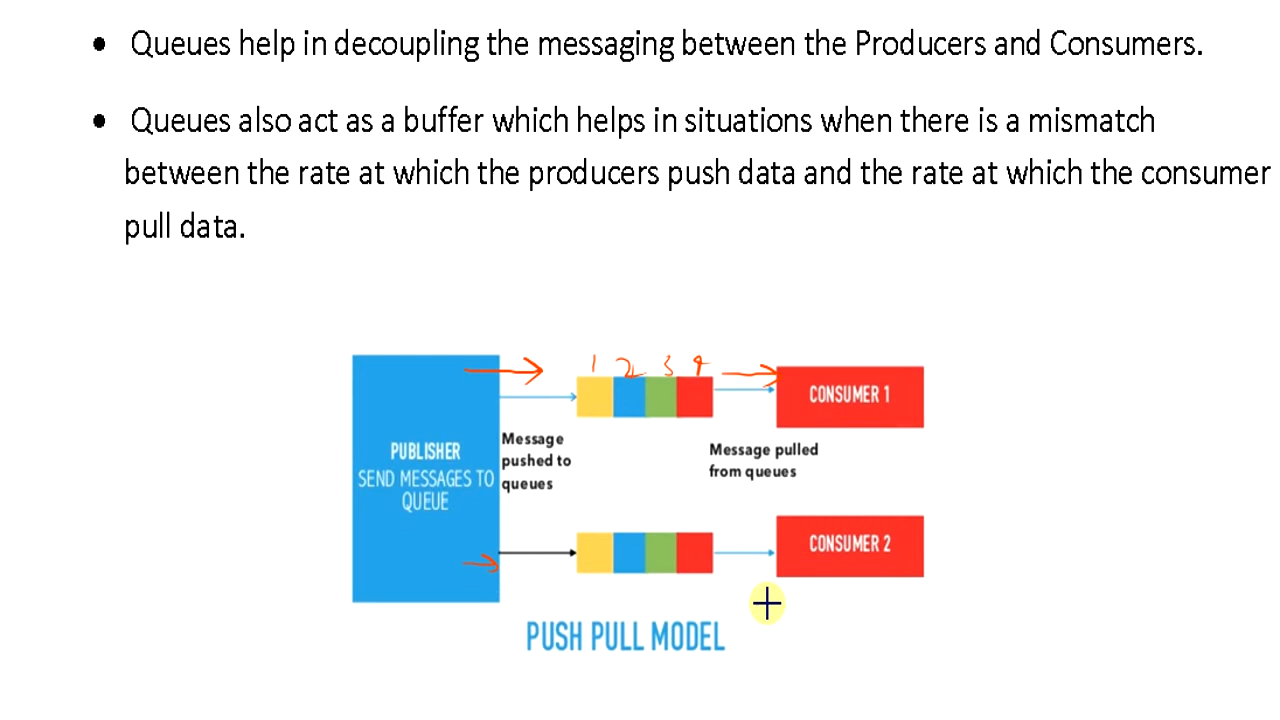 • Queues help in decoupling the messaging between the Producers and Consumers.
• Queues also act as a buffer which helps in situations when there is a mismatch
between the rate at which the producers push data and the rate at which the consumer
pull data.
1 2 3 4
PUBLISHER
SEND MESSAGES TO
QUEUE
Message
pushed to
queues
CONSUMER 1
Message pulled
from queues
CONSUMER 2
PUSH PULL MODEL